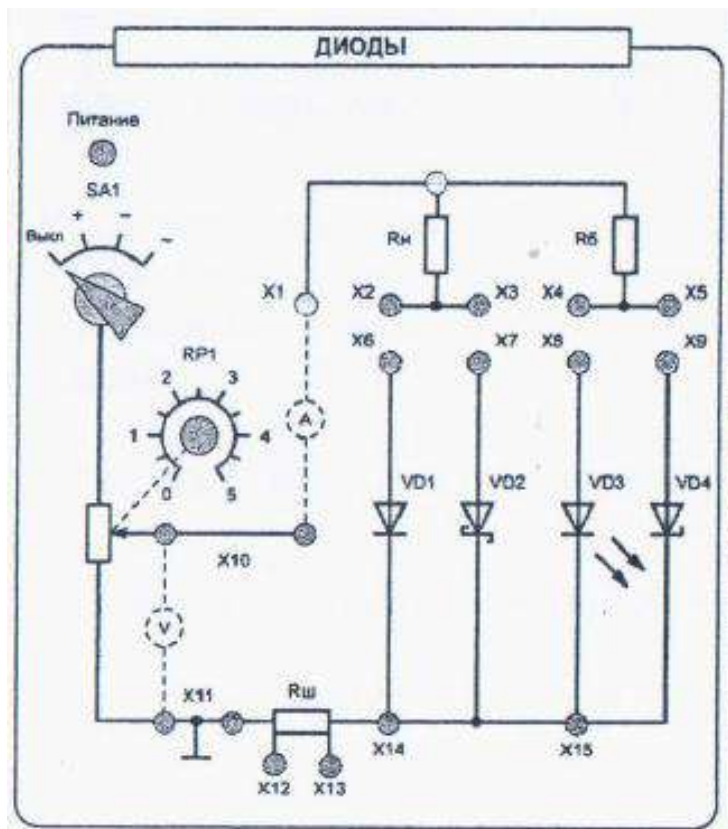 ДИОДЫ
Питание
SA1
Выкл + − ~
Rн Rб
X1 X2 X3 X4 X5
X6 X7 X8 X9
RP1
2 3
1 4
0 5
A
VD1 VD2 VD3 VD4
X10
V
X11 Rш
X14 X15
X12 X13